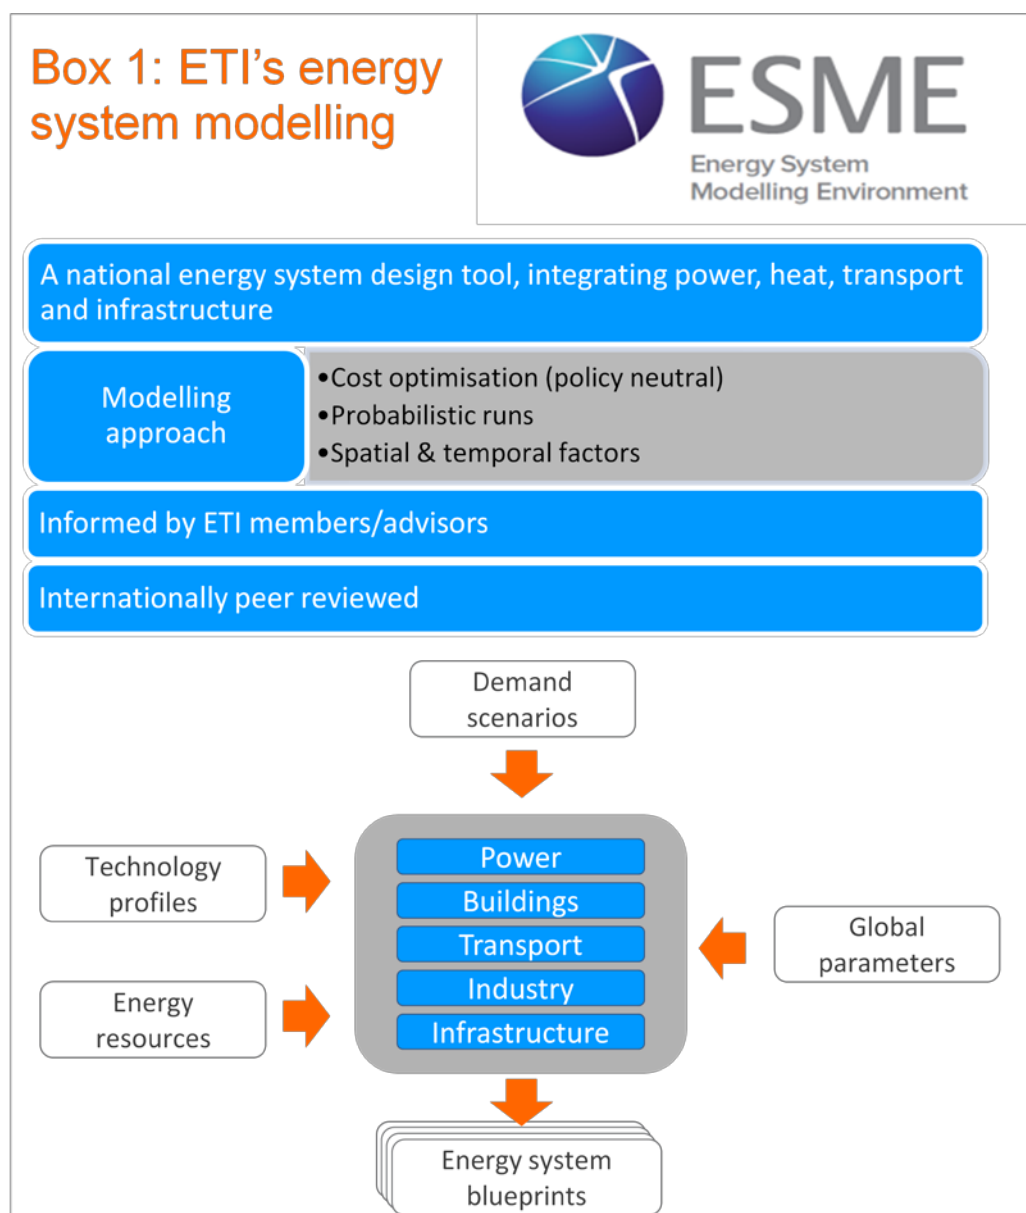 Box 1: ETI's energy
system modelling
ESME
Energy System
Modelling Environment
A national energy system design tool, integrating power, heat, transport
and infrastructure
Modelling
approach
•Cost optimisation (policy neutral)
•Probabilistic runs
•Spatial & temporal factors
Informed by ETI members/advisors
Internationally peer reviewed
Demand
scenarios
Technology
profiles
Energy
resources
Power
Buildings
Transport
Industry
Infrastructure
Global
parameters
Energy system
blueprints